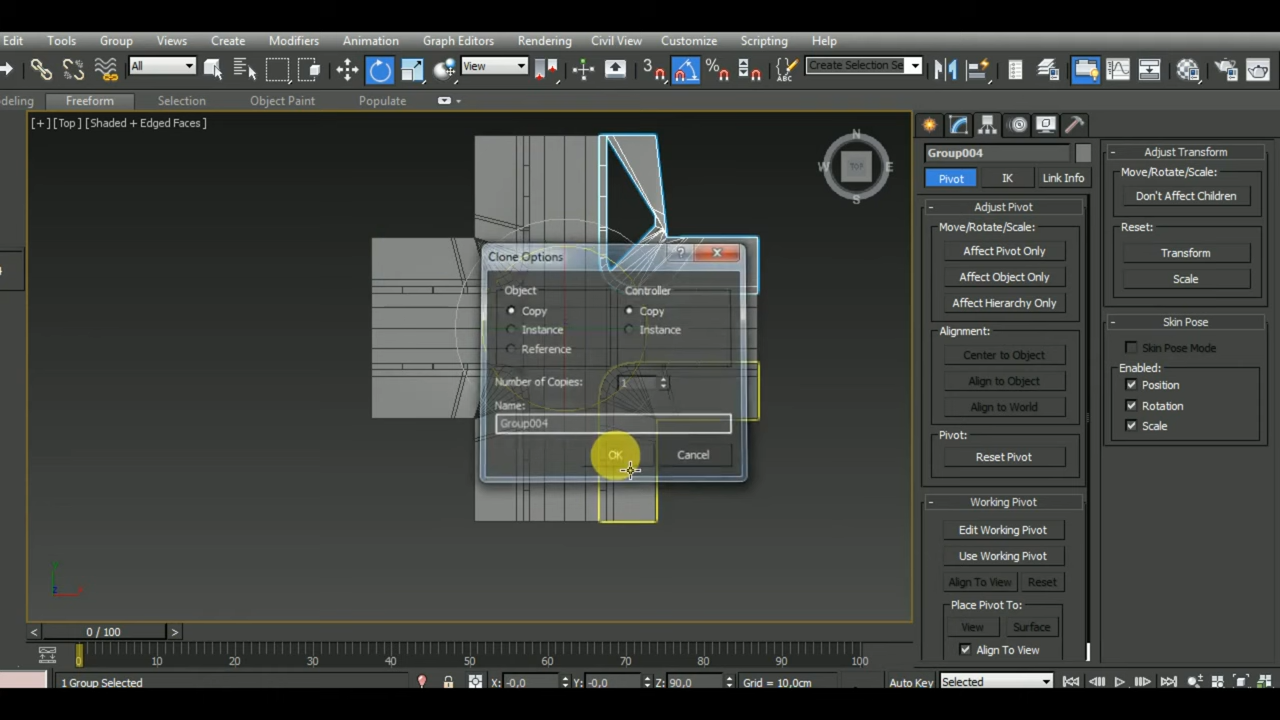 Edit Tools Group Views Create Modifiers Animation Graph Editors Rendering Civil View Customize Scripting Help
All View 3 Create Selection Se
deling Freeform Selection Object Paint Populate
[+] [Top] [Shaded + Edged Faces]
N
W TOP E
S
Group004
Pivot IK Link Info
- Adjust Pivot
Move/Rotate/Scale:
Affect Pivot Only
Affect Object Only
Affect Hierarchy Only
Alignment:
Center to Object
Align to Object
Align to World
Pivot:
Reset Pivot
- Working Pivot
Edit Working Pivot
Use Working Pivot
Align To View Reset
Place Pivot To:
View Surface
Align To View
- Adjust Transform
Move/Rotate/Scale:
Don't Affect Children
Reset:
Transform
Scale
- Skin Pose
Skin Pose Mode
Enabled:
Position
Rotation
Scale
Clone Options
Object
Copy
Instance
Reference
Controller
Copy
Instance
Number of Copies: 1
Name:
Group004
OK Cancel
< 0 / 100 >
0 10 20 30 40 50 60 70 80 90 100
1 Group Selected X: -0,0 Y: -0,0 Z: 90,0 Grid = 10,0cm Auto Key Selected